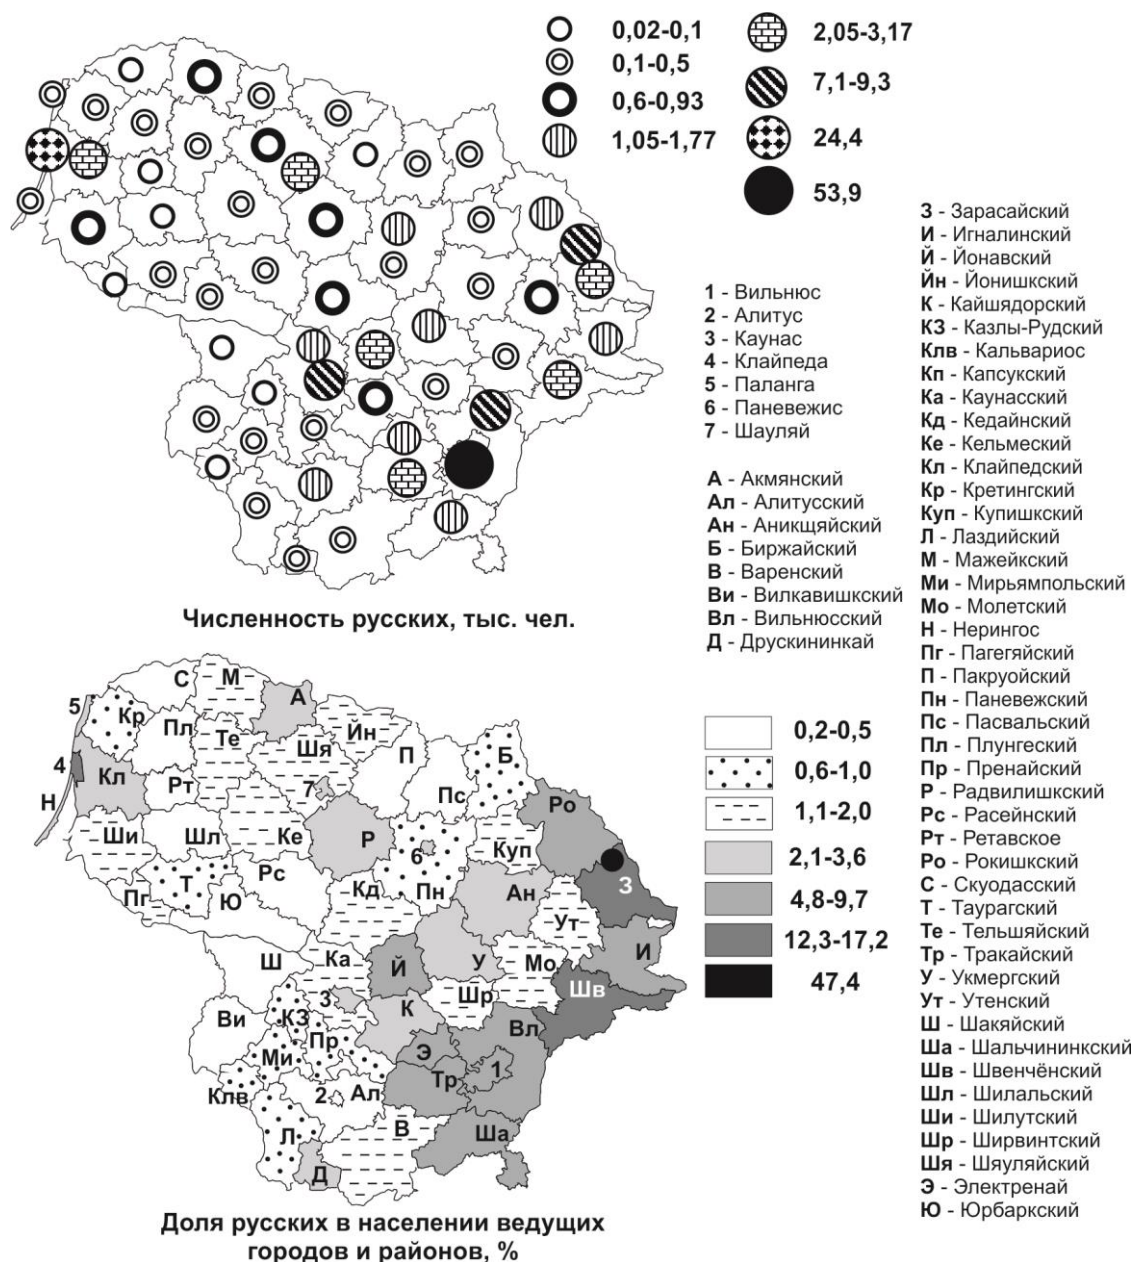 0,02-0,1
0,1-0,5
0,6-0,93
1,05-1,77
2,05-3,17
7,1-9,3
24,4
53,9
1 - Вильнюс
2 - Алитус
3 - Каунас
4 - Клайпеда
5 - Паланга
6 - Паневежис
7 - Шауляй
А - Акмянский
Ал - Алитусский
Ан - Аникщяйский
Б - Биржайский
В - Варенский
Ви - Вилкавишкский
Вл - Вильнюсский
Д - Друскининкай
З - Зарасайский
И - Игналинский
Й - Йонавский
Йн - Йонишкский
К - Кайшядорский
КЗ - Казлы-Рудский
Клв - Кальвариос
Кп - Капсукский
Ка - Каунасский
Кд - Кедайнский
Ке - Кельмеский
Кл - Клайпедский
Кр - Кретингский
Куп - Купишкский
Л - Лаздийский
М - Мажейкский
Ми - Мирьямпольский
Мо - Молетский
Н - Нерингос
Пг - Пагегяйский
П - Пакруойский
Пн - Паневежский
Пс - Пасвальский
Пл - Плунгеский
Пр - Пренайский
Р - Радвилишкский
Рс - Расейнский
Рт - Ретавское
Ро - Рокишкский
С - Скуодасский
Т - Таурагский
Те - Тельшяйский
Тр - Тракайский
У - Укмергский
Ут - Утенский
Ш - Шакяйский
Ша - Шальчининкский
Шв - Швенчёнский
Шл - Шилальский
Ши - Шилутский
Шр - Ширвинтский
Шя - Шяуляйский
Э - Электренай
Ю - Юрбаркский
Численность русских, тыс. чел.
С
М
А
5
Кр
Пл
Те
Шя
Йн
П
Б
4
Кл
Рт
7
Пс
Ро
Н
Ши
Шл
Ке
Р
6
Куп
З
Пг
Т
Ю
Рс
Кд
Пн
Ан
Ут
Ш
Ка
Й
У
Мо
И
Ви
КЗ
3
К
Шр
Шв
Ми
Пр
Э
Вл
Клв
2
Ал
Тр
1
Л
В
Ша
Д
0,2-0,5
0,6-1,0
1,1-2,0
2,1-3,6
4,8-9,7
12,3-17,2
47,4
Доля русских в населении ведущих
городов и районов, %